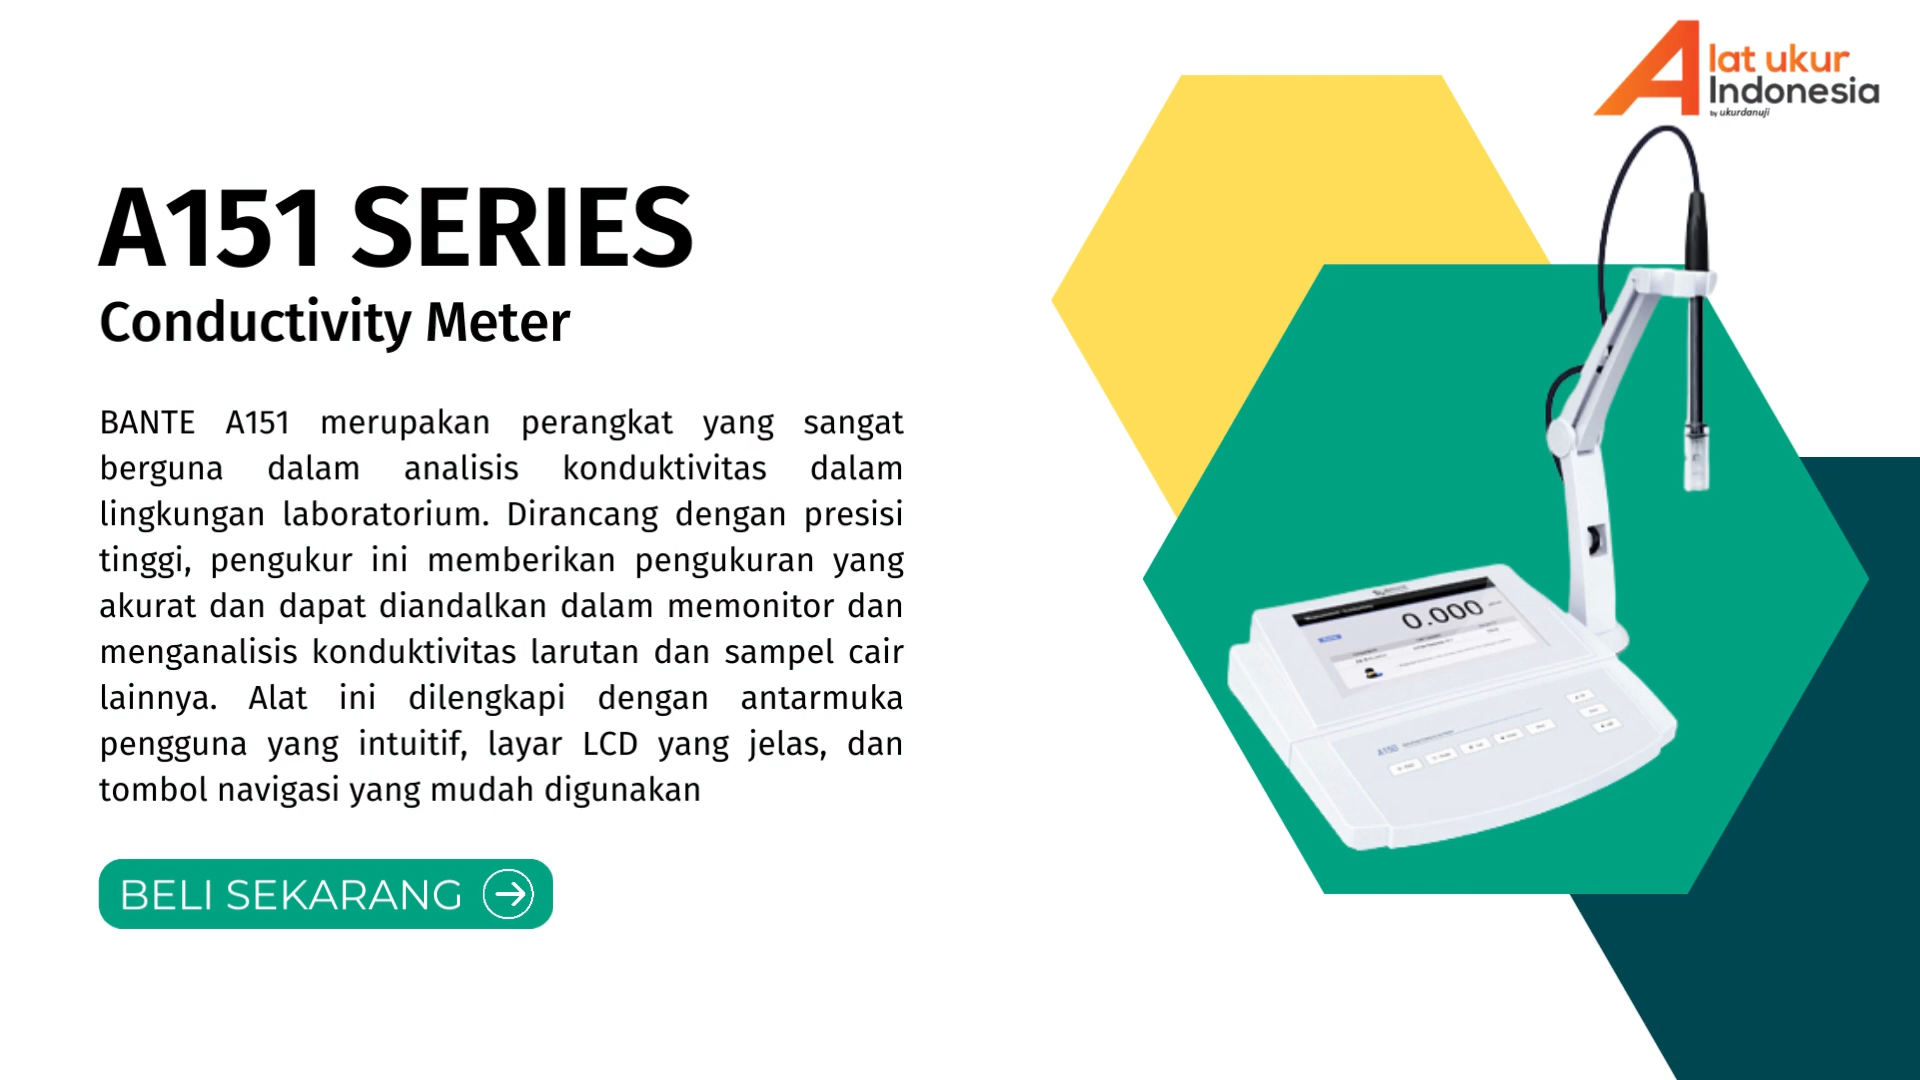 Alat ukur
Indonesia
by ukurdanuji
A151 SERIES
Conductivity Meter
BANTE A151 merupakan perangkat yang sangat
berguna dalam analisis konduktivitas dalam
lingkungan laboratorium. Dirancang dengan presisi
tinggi, pengukur ini memberikan pengukuran yang
akurat dan dapat diandalkan dalam memonitor dan
menganalisis konduktivitas larutan dan sampel cair
lainnya. Alat ini dilengkapi dengan antarmuka
pengguna yang intuitif, layar LCD yang jelas, dan
tombol navigasi yang mudah digunakan
BELI SEKARANG
0.000
A150